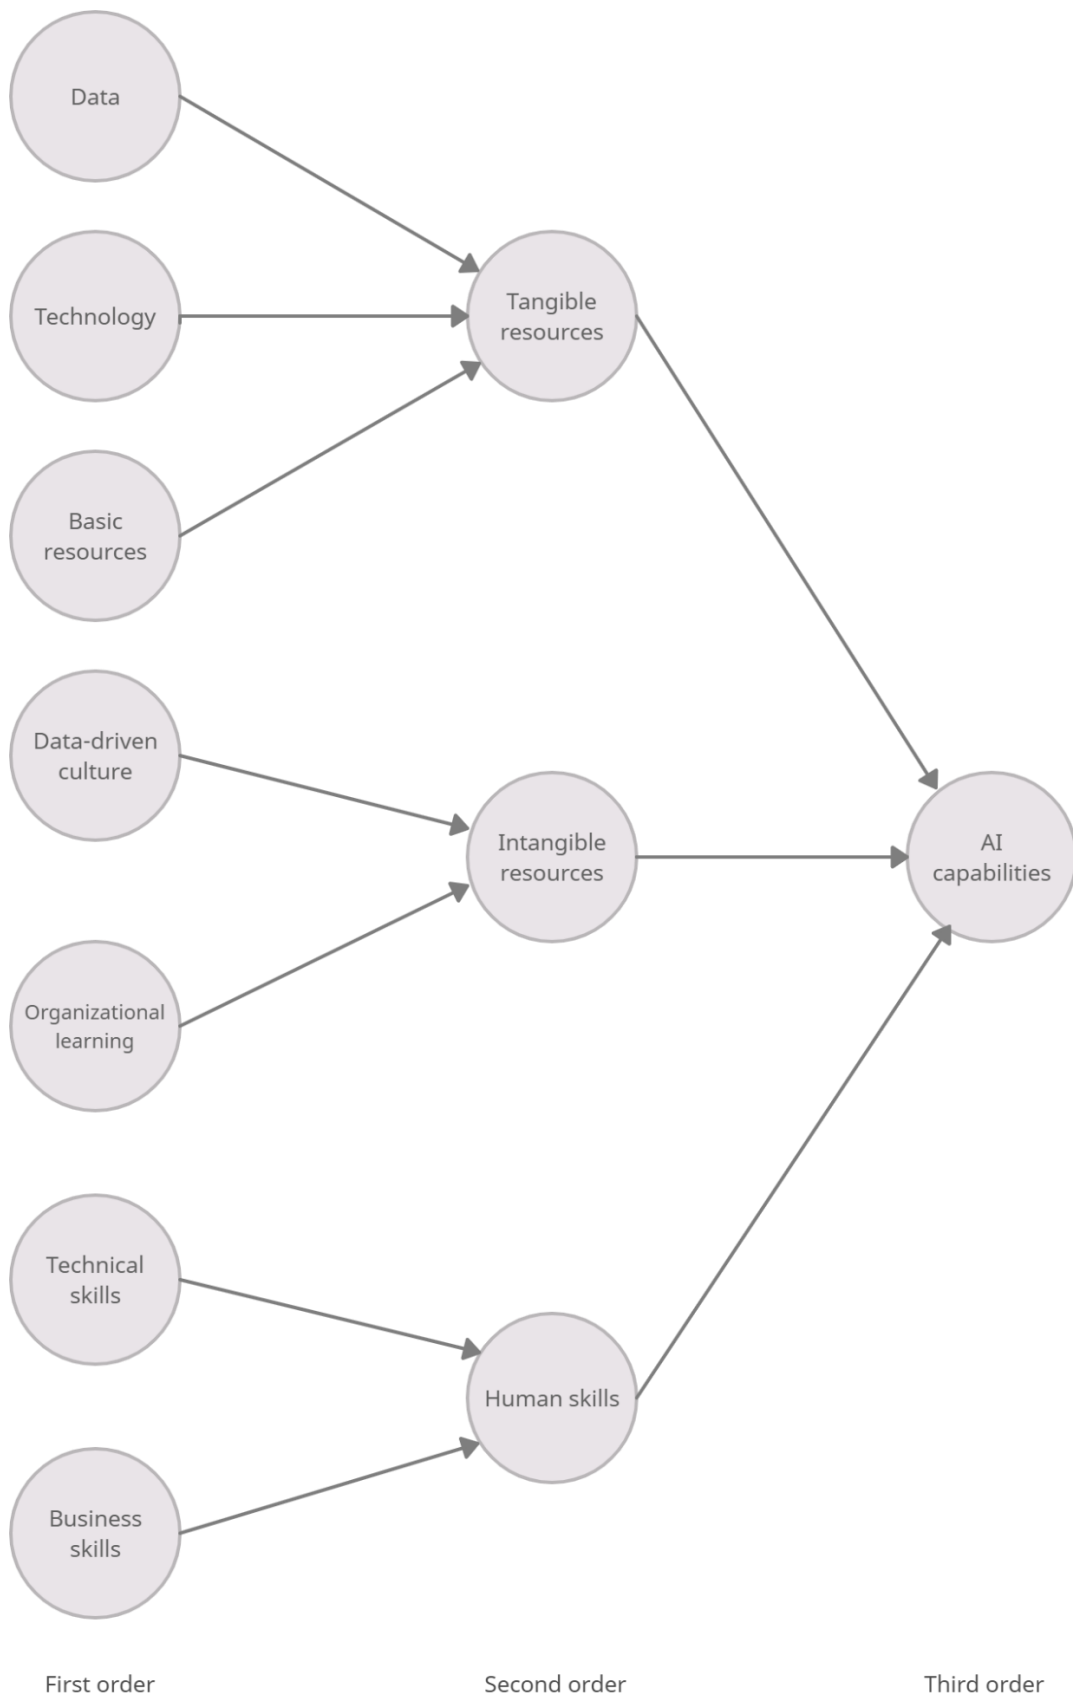 Data
Technology
Tangible
resources
Basic
resources
Data-driven
culture
Intangible
resources
AI
capabilities
Organizational
learning
Technical
skills
Human skills
Business
skills
First order
Second order
Third order